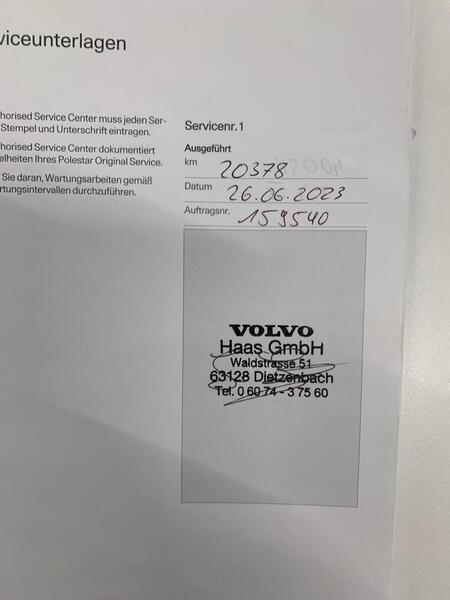 viceunterlagen
horised Service Center muss jeden Ser-
Stempel und Unterschrift eintragen.
horised Service Center dokumentiert
elheiten Ihres Polestar Original Service.
Sie daran, Wartungsarbeiten gemäß
rtungsintervallen durchzuführen.
Servicenr. 1
Ausgeführt
km 20378
Datum 26.06.2023
Auftragsnr. 159540
VOLVO
Haas GmbH
Waldstrasse 51
63128 Dietzenbach
Tel. 0 60 74 - 3 75 60